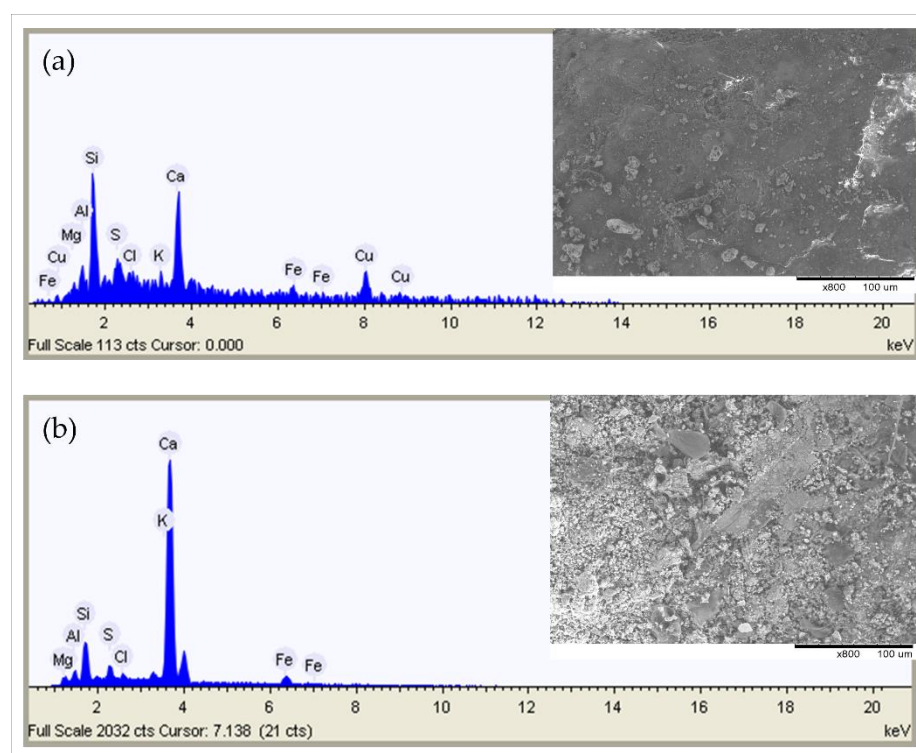 (a)
Si
Ca
Al
Mg
S
Cu
Cl
K
Cu
Fe
Fe
Fe
Cu
2 4 6 8 10 12 14 16 18 20
Full Scale 113 cts Cursor: 0.000 keV
x800 100 um
(b)
Ca
K
Si
Al
S
Mg
Cl
Fe
Fe
2 4 6 8 10 12 14 16 18 20
Full Scale 2032 cts Cursor: 7.138 (21 cts) keV
x800 100 um